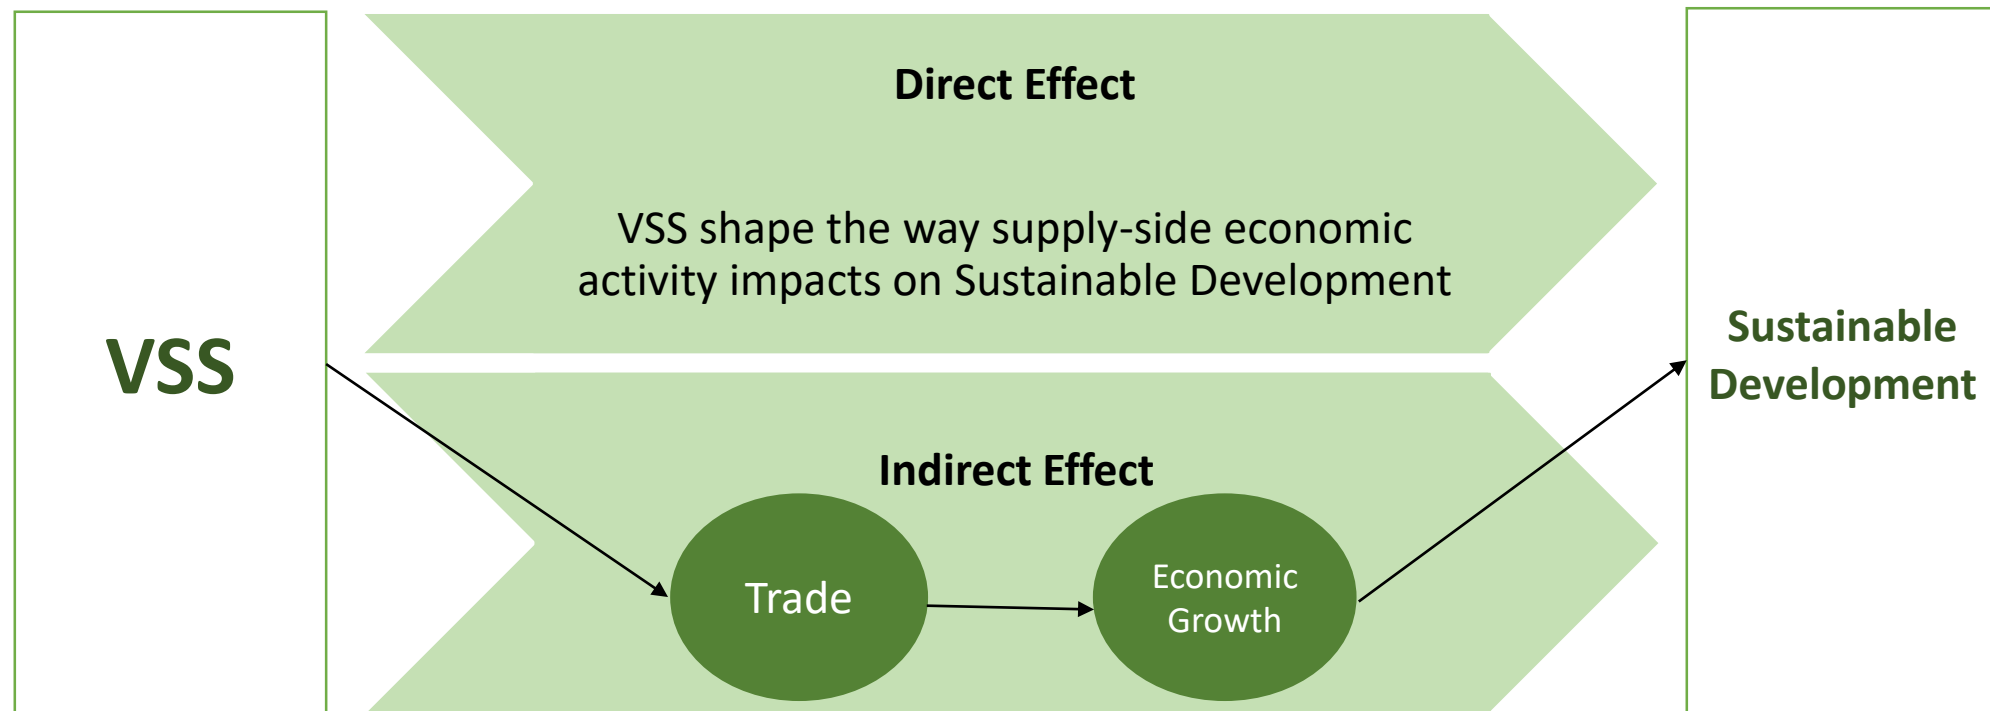 VSS
Direct Effect
VSS shape the way supply-side economic
activity impacts on Sustainable Development
Indirect Effect
Trade
Economic
Growth
Sustainable
Development